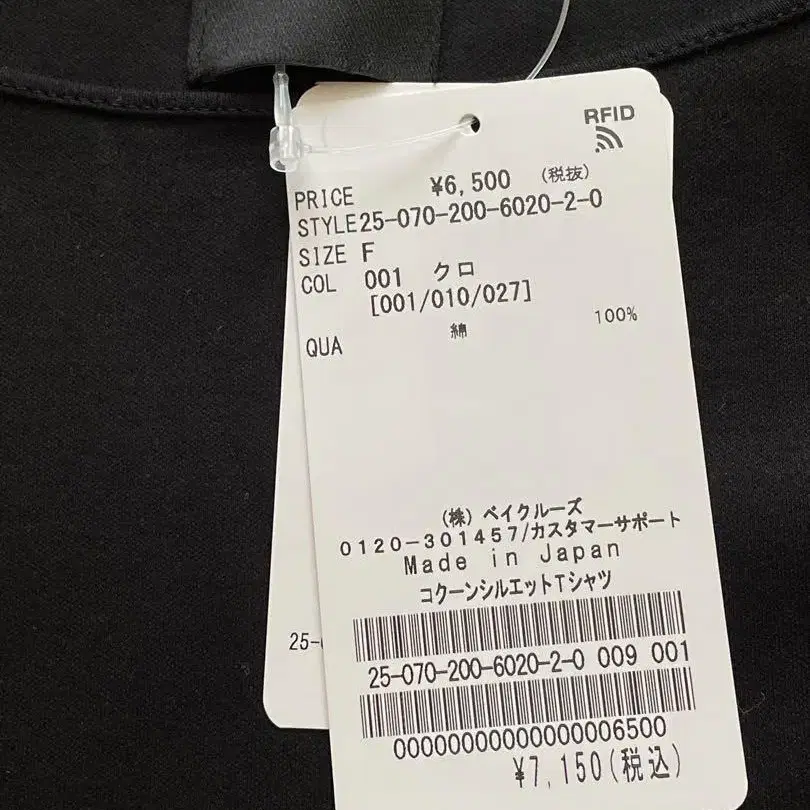 RFID
PRICE ¥6,500 (税抜)
STYLE 25-070-200-6020-2-0
SIZE F
COL 001 クロ
[001/010/027]
QUA 綿 100%
(株) ベイクルーズ
0120-301457/カスタマーサポート
Made in Japan
コクーンシルエットTシャツ
25-070-200-6020-2-0 009 001
00000000000000006500
¥7,150(税込)
25-